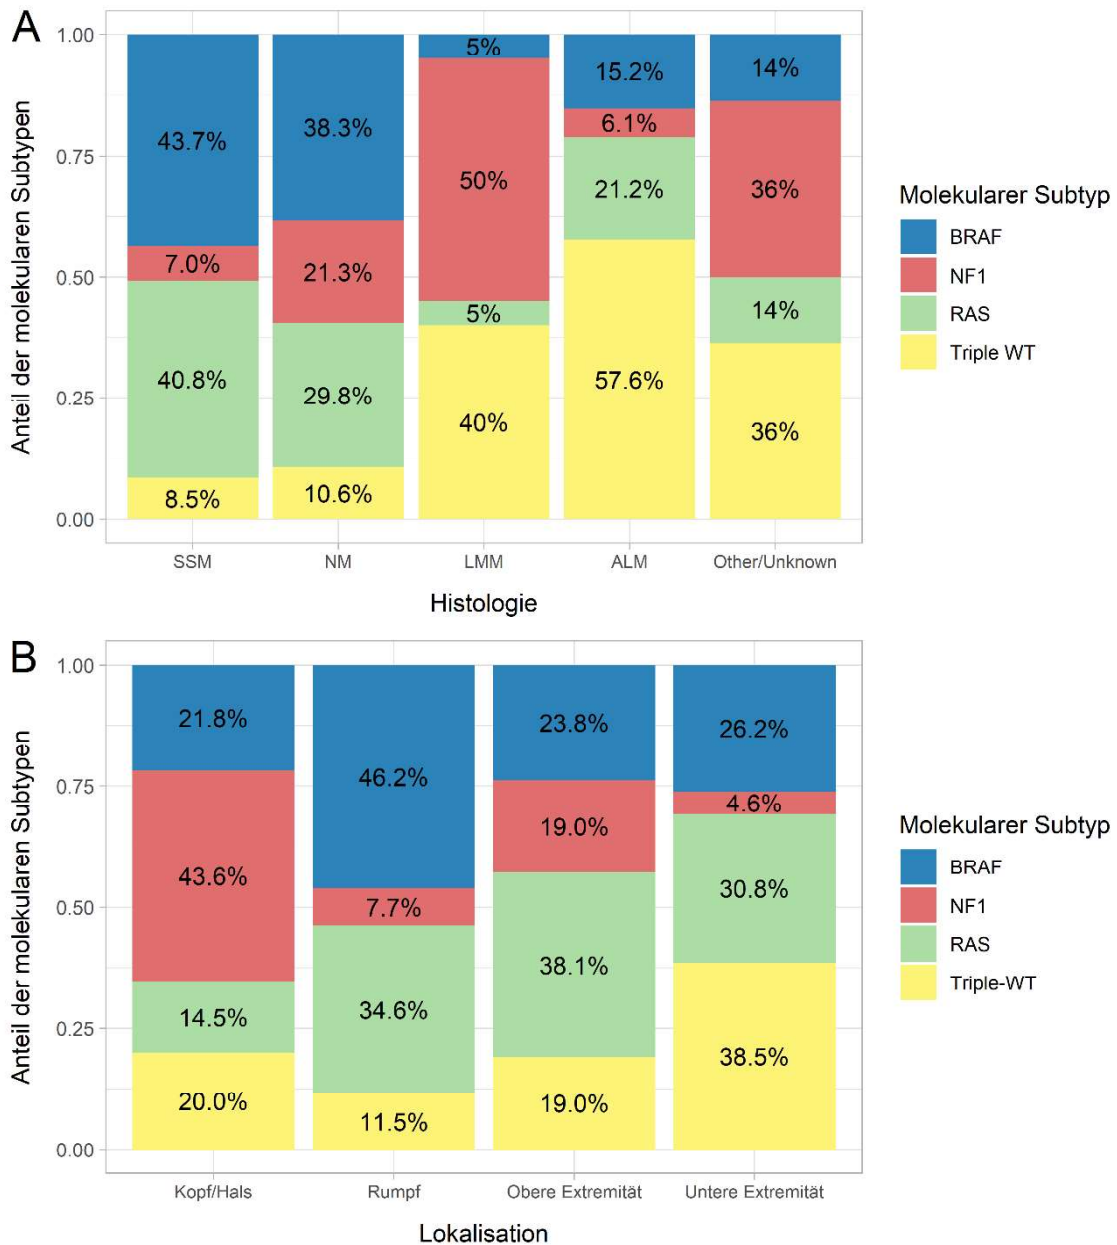 A
Anteil der molekularen Subtypen
1.00
0.75
0.50
0.25
0.00
43.7%
7.0%
40.8%
8.5%
38.3%
21.3%
29.8%
10.6%
5%
50%
5%
40%
15.2%
6.1%
21.2%
57.6%
14%
36%
14%
36%
SSM
NM
LMM
ALM
Other/Unknown
Histologie
Molekularer Subtyp
BRAF
NF1
RAS
Triple WT
B
Anteil der molekularen Subtypen
1.00
0.75
0.50
0.25
0.00
21.8%
43.6%
14.5%
20.0%
46.2%
7.7%
34.6%
11.5%
23.8%
19.0%
38.1%
19.0%
26.2%
4.6%
30.8%
38.5%
Kopf/Hals
Rumpf
Obere Extremität
Untere Extremität
Lokalisation
Molekularer Subtyp
BRAF
NF1
RAS
Triple-WT